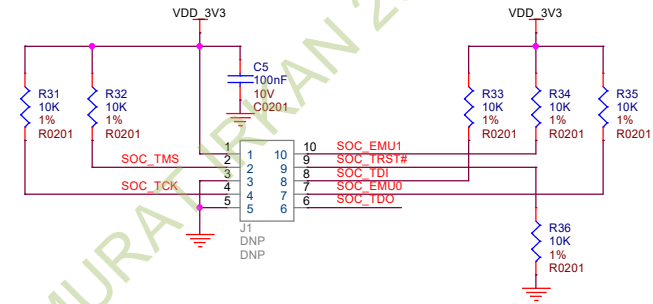 VDD_3V3
VDD_3V3
R31
10K
1%
R0201
R32
10K
1%
R0201
C5
100nF
10V
C0201
R33
10K
1%
R0201
R34
10K
1%
R0201
R35
10K
1%
R0201
SOC_TMS
SOC_TCK
1
2
3
4
5
1
2
3
4
5
10
9
8
7
6
10
9
8
7
6
SOC_EMU1
SOC_TRST#
SOC_TDI
SOC_EMU0
SOC_TDO
J1
DNP
DNP
R36
10K
1%
R0201
MURAT IRKAN